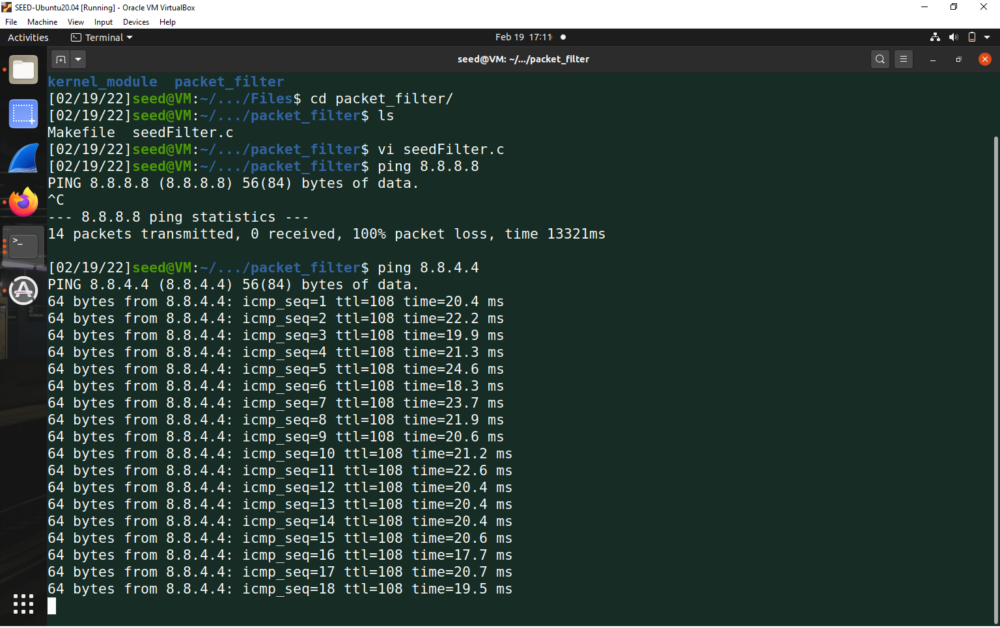 SEED-Ubuntu20.04 [Running] - Oracle VM VirtualBox
File Machine View Input Devices Help
Activities Terminal Feb 19 17:11
seed@VM: ~/.../packet_filter
kernel_module packet_filter
[02/19/22]seed@VM:~/.../Files$ cd packet_filter/
[02/19/22]seed@VM:~/.../packet_filter$ ls
Makefile seedFilter.c
[02/19/22]seed@VM:~/.../packet_filter$ vi seedFilter.c
[02/19/22]seed@VM:~/.../packet_filter$ ping 8.8.8.8
PING 8.8.8.8 (8.8.8.8) 56(84) bytes of data.
^C
--- 8.8.8.8 ping statistics ---
14 packets transmitted, 0 received, 100% packet loss, time 13321ms
[02/19/22]seed@VM:~/.../packet_filter$ ping 8.8.4.4
PING 8.8.4.4 (8.8.4.4) 56(84) bytes of data.
64 bytes from 8.8.4.4: icmp_seq=1 ttl=108 time=20.4 ms
64 bytes from 8.8.4.4: icmp_seq=2 ttl=108 time=22.2 ms
64 bytes from 8.8.4.4: icmp_seq=3 ttl=108 time=19.9 ms
64 bytes from 8.8.4.4: icmp_seq=4 ttl=108 time=21.3 ms
64 bytes from 8.8.4.4: icmp_seq=5 ttl=108 time=24.6 ms
64 bytes from 8.8.4.4: icmp_seq=6 ttl=108 time=18.3 ms
64 bytes from 8.8.4.4: icmp_seq=7 ttl=108 time=23.7 ms
64 bytes from 8.8.4.4: icmp_seq=8 ttl=108 time=21.9 ms
64 bytes from 8.8.4.4: icmp_seq=9 ttl=108 time=20.6 ms
64 bytes from 8.8.4.4: icmp_seq=10 ttl=108 time=21.2 ms
64 bytes from 8.8.4.4: icmp_seq=11 ttl=108 time=22.6 ms
64 bytes from 8.8.4.4: icmp_seq=12 ttl=108 time=20.4 ms
64 bytes from 8.8.4.4: icmp_seq=13 ttl=108 time=20.4 ms
64 bytes from 8.8.4.4: icmp_seq=14 ttl=108 time=20.4 ms
64 bytes from 8.8.4.4: icmp_seq=15 ttl=108 time=20.6 ms
64 bytes from 8.8.4.4: icmp_seq=16 ttl=108 time=17.7 ms
64 bytes from 8.8.4.4: icmp_seq=17 ttl=108 time=20.7 ms
64 bytes from 8.8.4.4: icmp_seq=18 ttl=108 time=19.5 ms